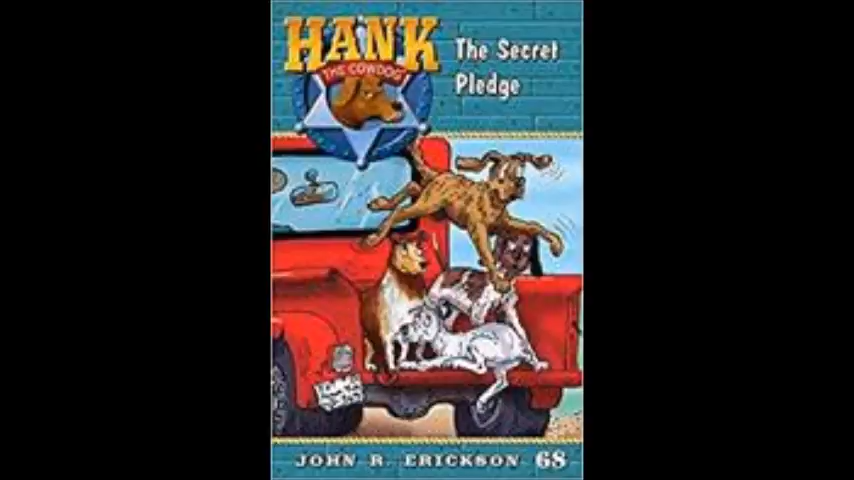 HANK
THE COWDOG
The Secret
Pledge
JOHN R. ERICKSON 68